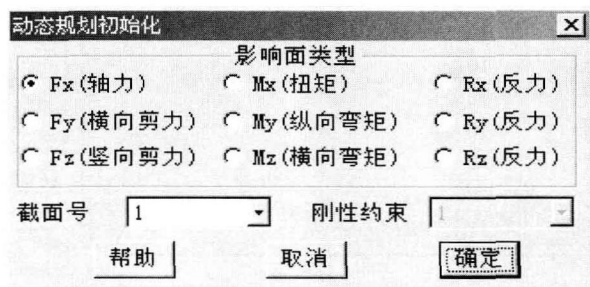 动态规划初始化
影响面类型
Fx(轴力) Mx(扭矩) Rx(反力)
Fy(横向剪力) My(纵向弯矩) Ry(反力)
Fz(竖向剪力) Mz(横向弯矩) Rz(反力)
截面号 1 刚性约束 1
帮助 取消 确定